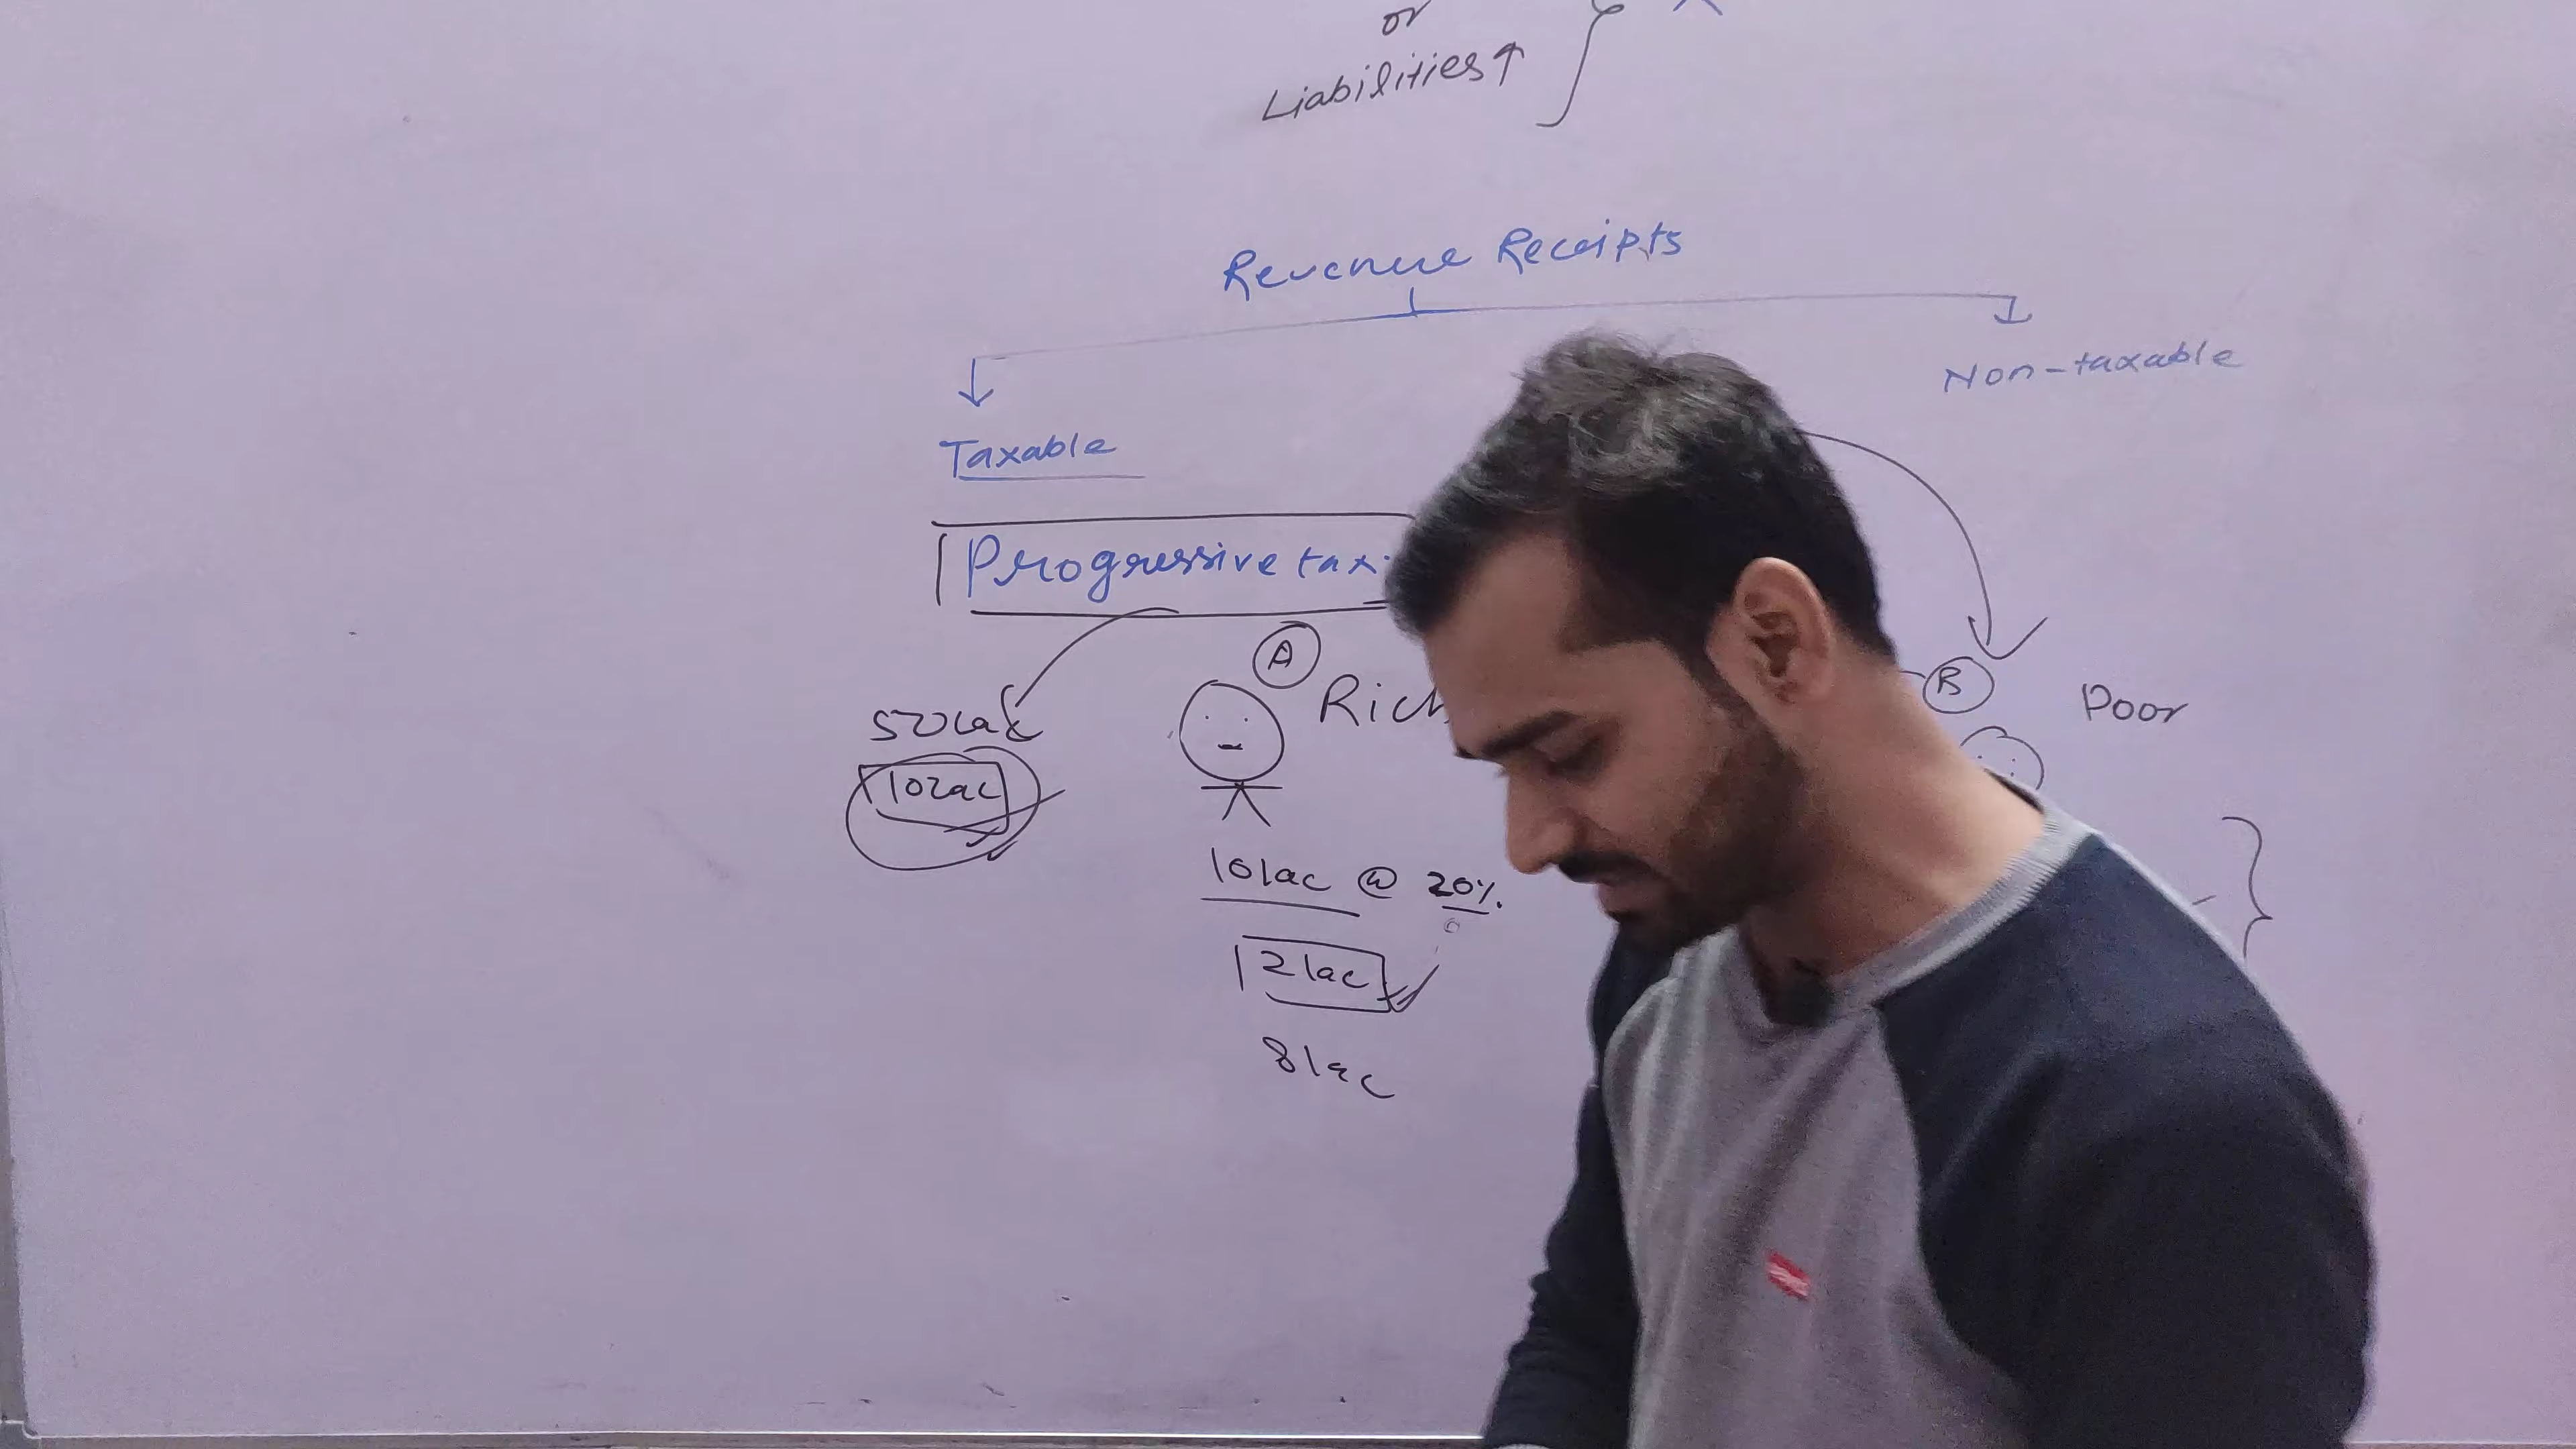 or
Liabilities↑
Revenue Receipts
Taxable
Non-taxable
Progressive tax
A
Rich
B
Poor
50lac
10lac
10lac @ 20%.
2lac
8lac